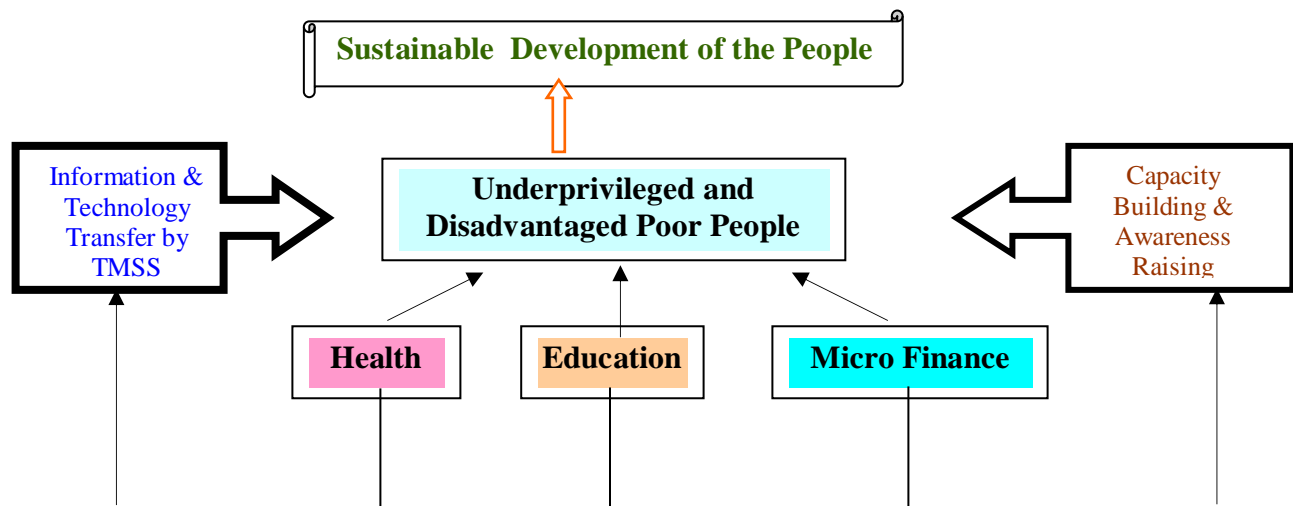 Sustainable Development of the People
Information &
Technology
Transfer by
TMSS
Underprivileged and
Disadvantaged Poor People
Capacity
Building &
Awareness
Raising
Health
Education
Micro Finance